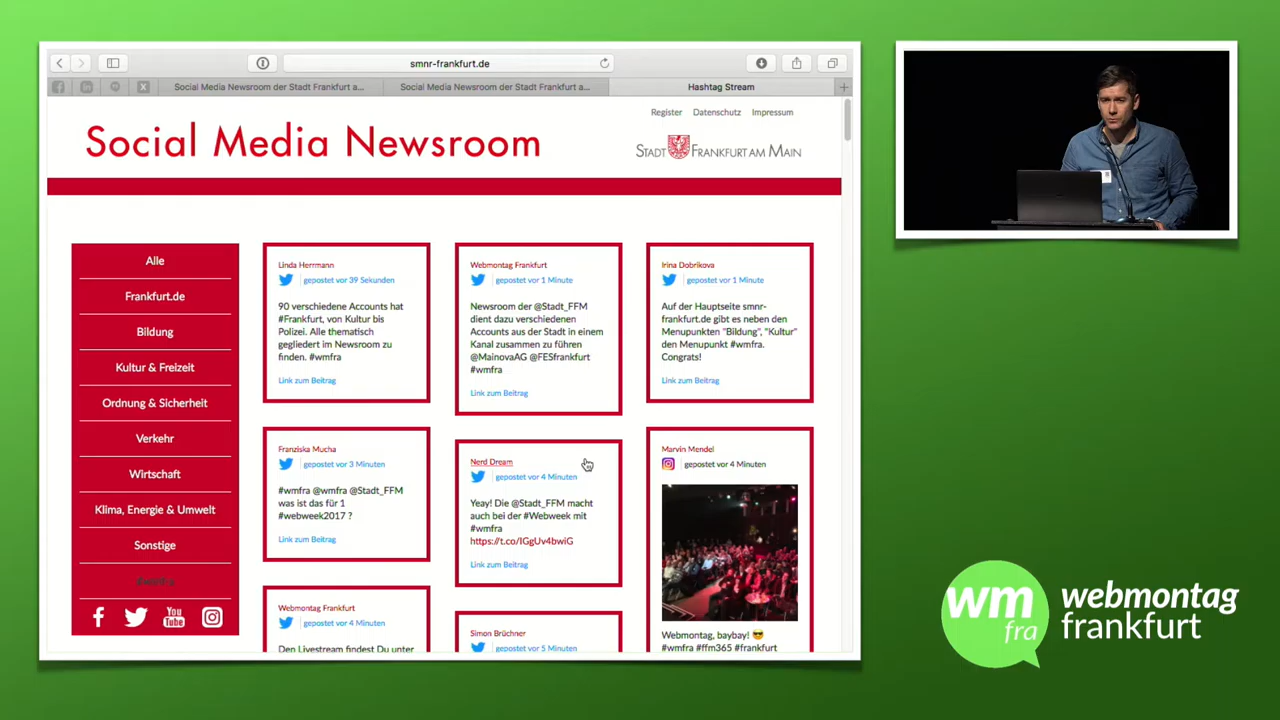 smnr-frankfurt.de
Social Media Newsroom der Stadt Frankfurt a...
Social Media Newsroom der Stadt Frankfurt a...
Hashtag Stream
Register Datenschutz Impressum
Social Media Newsroom
STADT FRANKFURT AM MAIN
Alle
Frankfurt.de
Bildung
Kultur & Freizeit
Ordnung & Sicherheit
Verkehr
Wirtschaft
Klima, Energie & Umwelt
Sonstige
#wmfra
You
Tube
Linda Herrmann
gepostet vor 39 Sekunden
90 verschiedene Accounts hat
#Frankfurt, von Kultur bis
Polizei. Alle thematisch
gegliedert im Newsroom zu
finden. #wmfra
Link zum Beitrag
Webmontag Frankfurt
gepostet vor 1 Minute
Newsroom der @Stadt_FFM
dient dazu verschiedenen
Accounts aus der Stadt in einem
Kanal zusammen zu führen
@MainovaAG @FESfrankfurt
#wmfra
Link zum Beitrag
Irina Dobrikova
gepostet vor 1 Minute
Auf der Hauptseite smnr-
frankfurt.de gibt es neben den
Menupunkten "Bildung", "Kultur"
den Menupunkt #wmfra.
Congrats!
Link zum Beitrag
Franziska Mucha
gepostet vor 3 Minuten
#wmfra @wmfra @Stadt_FFM
was ist das für 1
#webweek2017 ?
Link zum Beitrag
Nerd Dream
gepostet vor 4 Minuten
Yeay! Die @Stadt_FFM macht
auch bei der #Webweek mit
#wmfra
https://t.co/IGgUv4bwiG
Link zum Beitrag
Marvin Mendel
gepostet vor 4 Minuten
Webmontag, baybay! 😎
#wmfra #ffm365 #frankfurt
Webmontag Frankfurt
gepostet vor 4 Minuten
Den Livestream findest Du unter
Simon Brüchner
gepostet vor 5 Minuten
wm
fra
webmontag
frankfurt